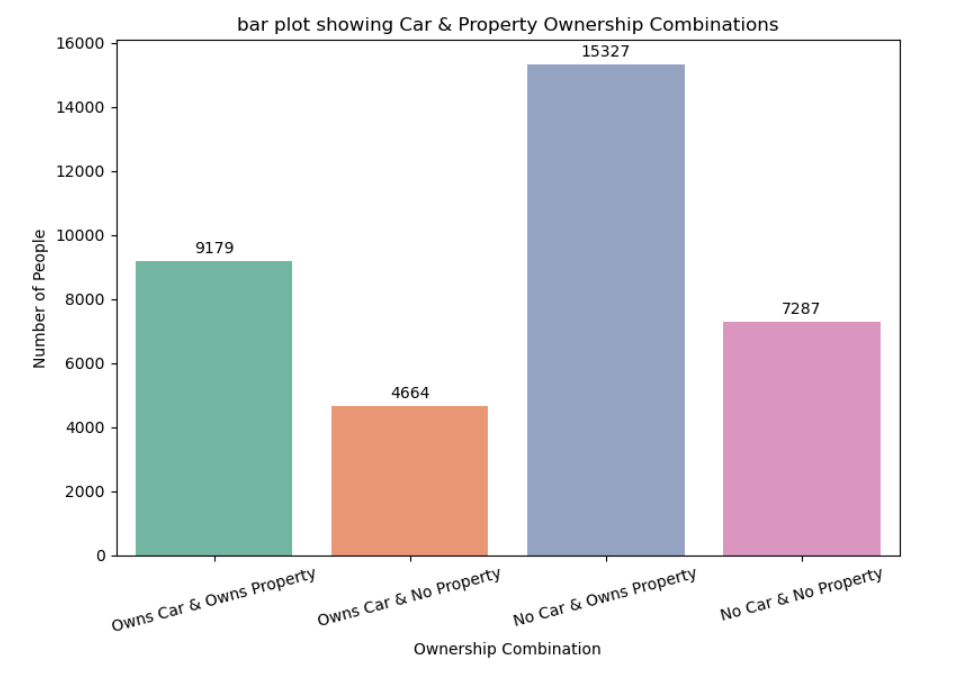 bar plot showing Car & Property Ownership Combinations
16000
14000
12000
10000
8000
6000
4000
2000
0
Number of People
9179
4664
15327
7287
Owns Car & Owns Property
Owns Car & No Property
No Car & Owns Property
No Car & No Property
Ownership Combination